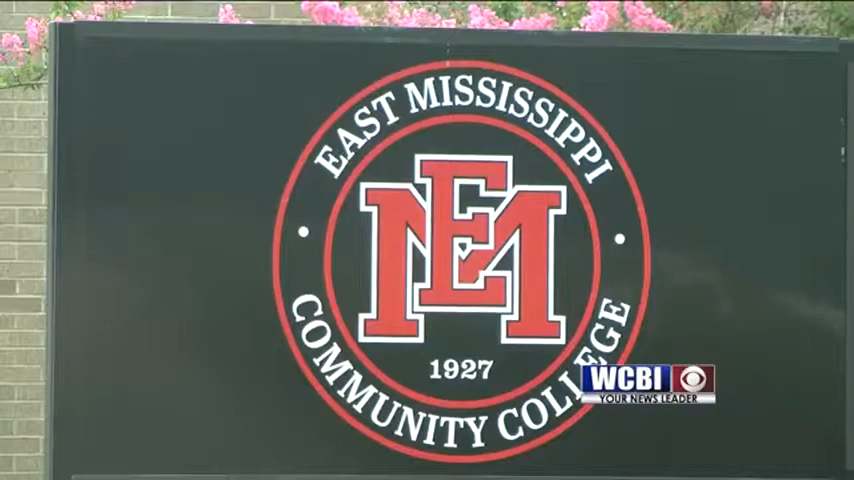 EAST MISSISSIPPI
EM
1927
COMMUNITY COLLEGE
WCBI
YOUR NEWS LEADER